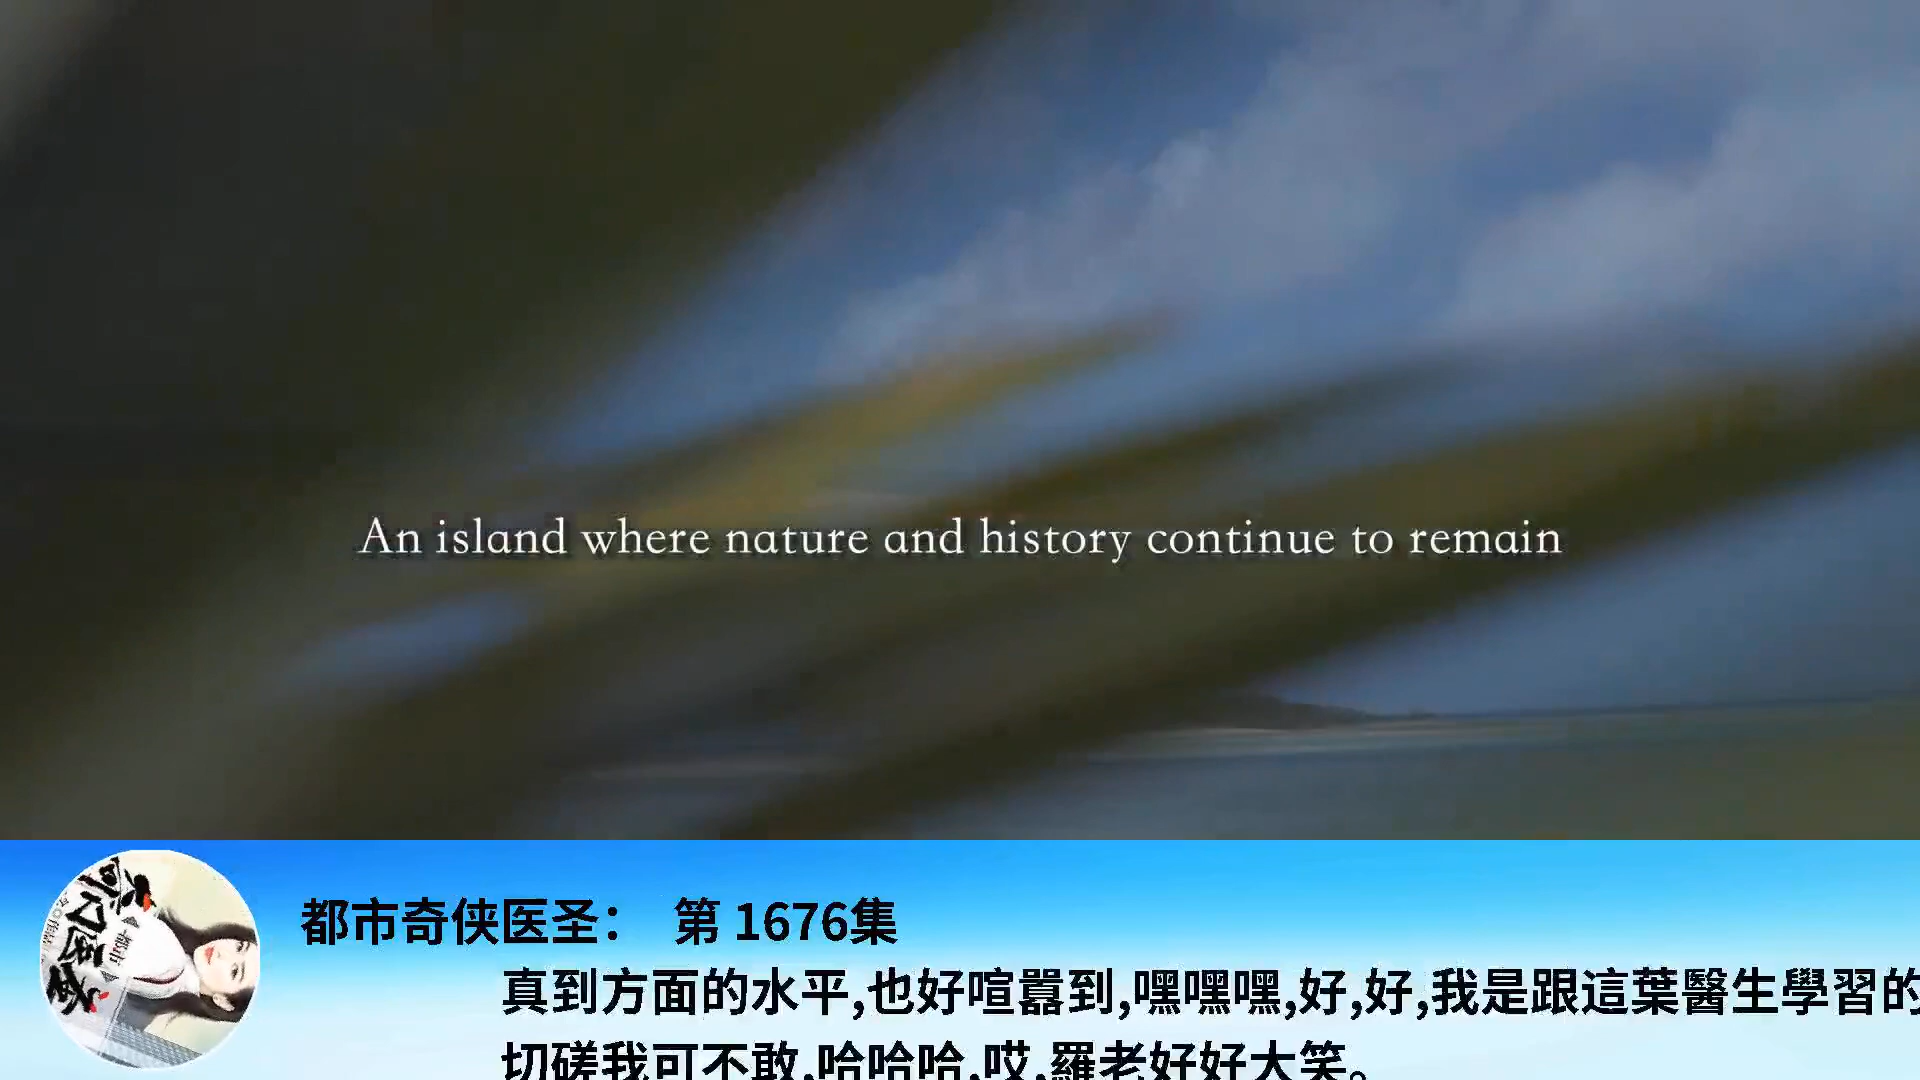 An island where nature and history continue to remain
都市奇侠医圣： 第 1676集
真到方面的水平,也好喧囂到,嘿嘿嘿,好,好,我是跟這葉醫生學習的
切磋我可不敢,哈哈哈,哎,羅老好好大笑。